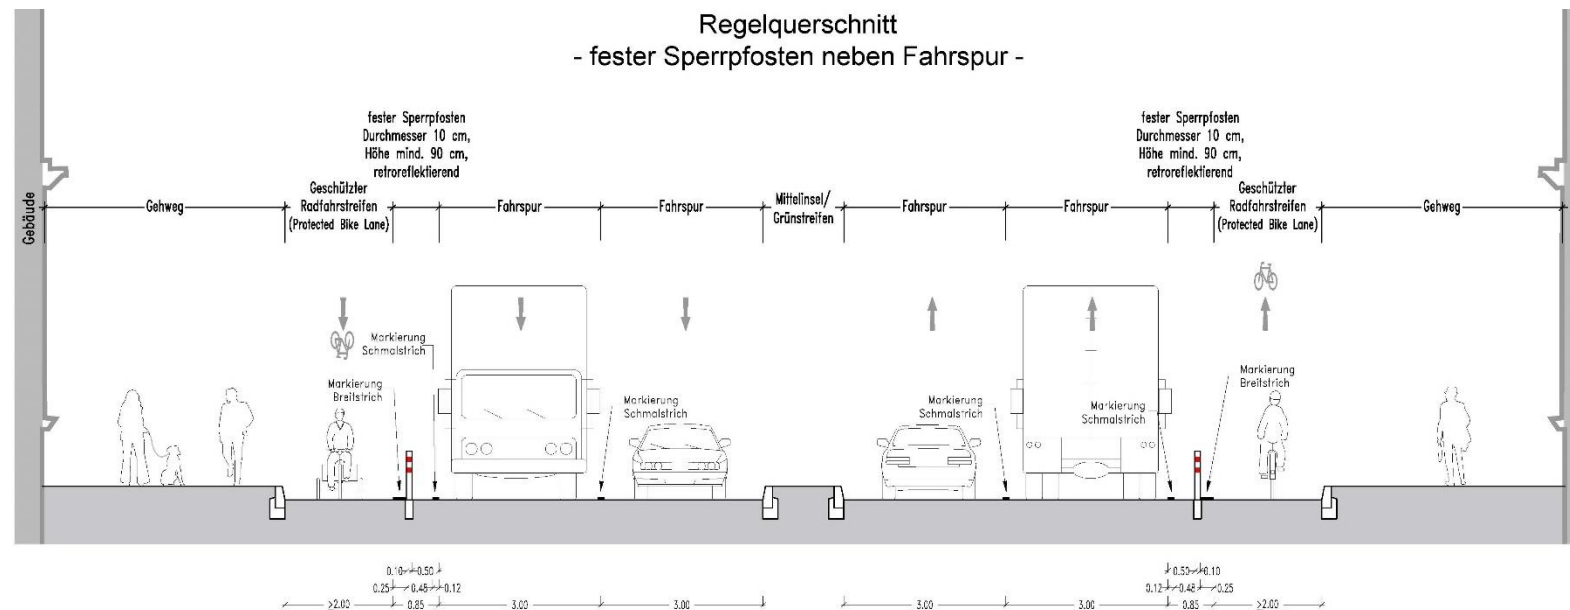 Regelquerschnitt
- fester Sperrpfosten neben Fahrspur -
fester Sperrpfosten
Durchmesser 10 cm,
Höhe mind. 90 cm,
retroreflektierend
fester Sperrpfosten
Durchmesser 10 cm,
Höhe mind. 90 cm,
retroreflektierend
Gebäude
Gehweg
Geschützter
Radfahrstreifen
(Protected Bike Lane)
Fahrspur
Fahrspur
Mittelinsel/
Grünstreifen
Fahrspur
Fahrspur
Geschützter
Radfahrstreifen
(Protected Bike Lane)
Gehweg
Markierung
Schmalstrich
Markierung
Breitstrich
Markierung
Schmalstrich
Markierung
Schmalstrich
Markierung
Schmalstrich
Markierung
Breitstrich
0.10 0.50
0.50 0.10
0.25 0.48 0.12
0.12 0.48 0.25
≥2.00 0.85 3.00 3.00
3.00 3.00 0.85 ≥2.00